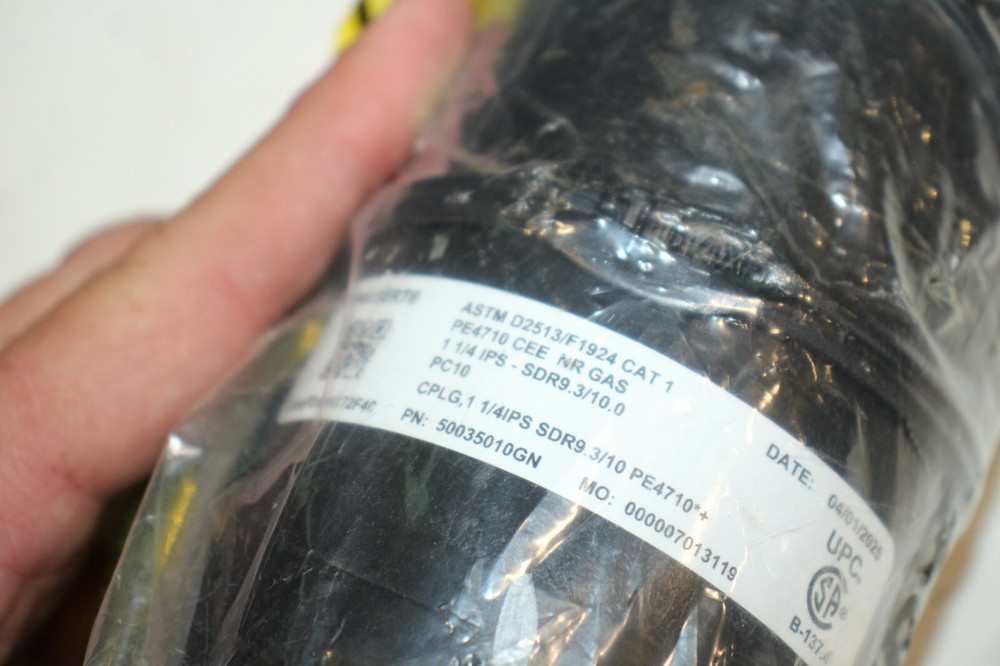 ASTM D2513/F1924 CAT 1
PE4710 CEE NR GAS
1 1/4 IPS - SDR9.3/10.0
PC10
CPLG,1 1/4IPS SDR9.3/10 PE4710*+
PN: 50035010GN
MO: 000007013119
DATE: 04/01/2025
UPC®
SA®
B-137.4